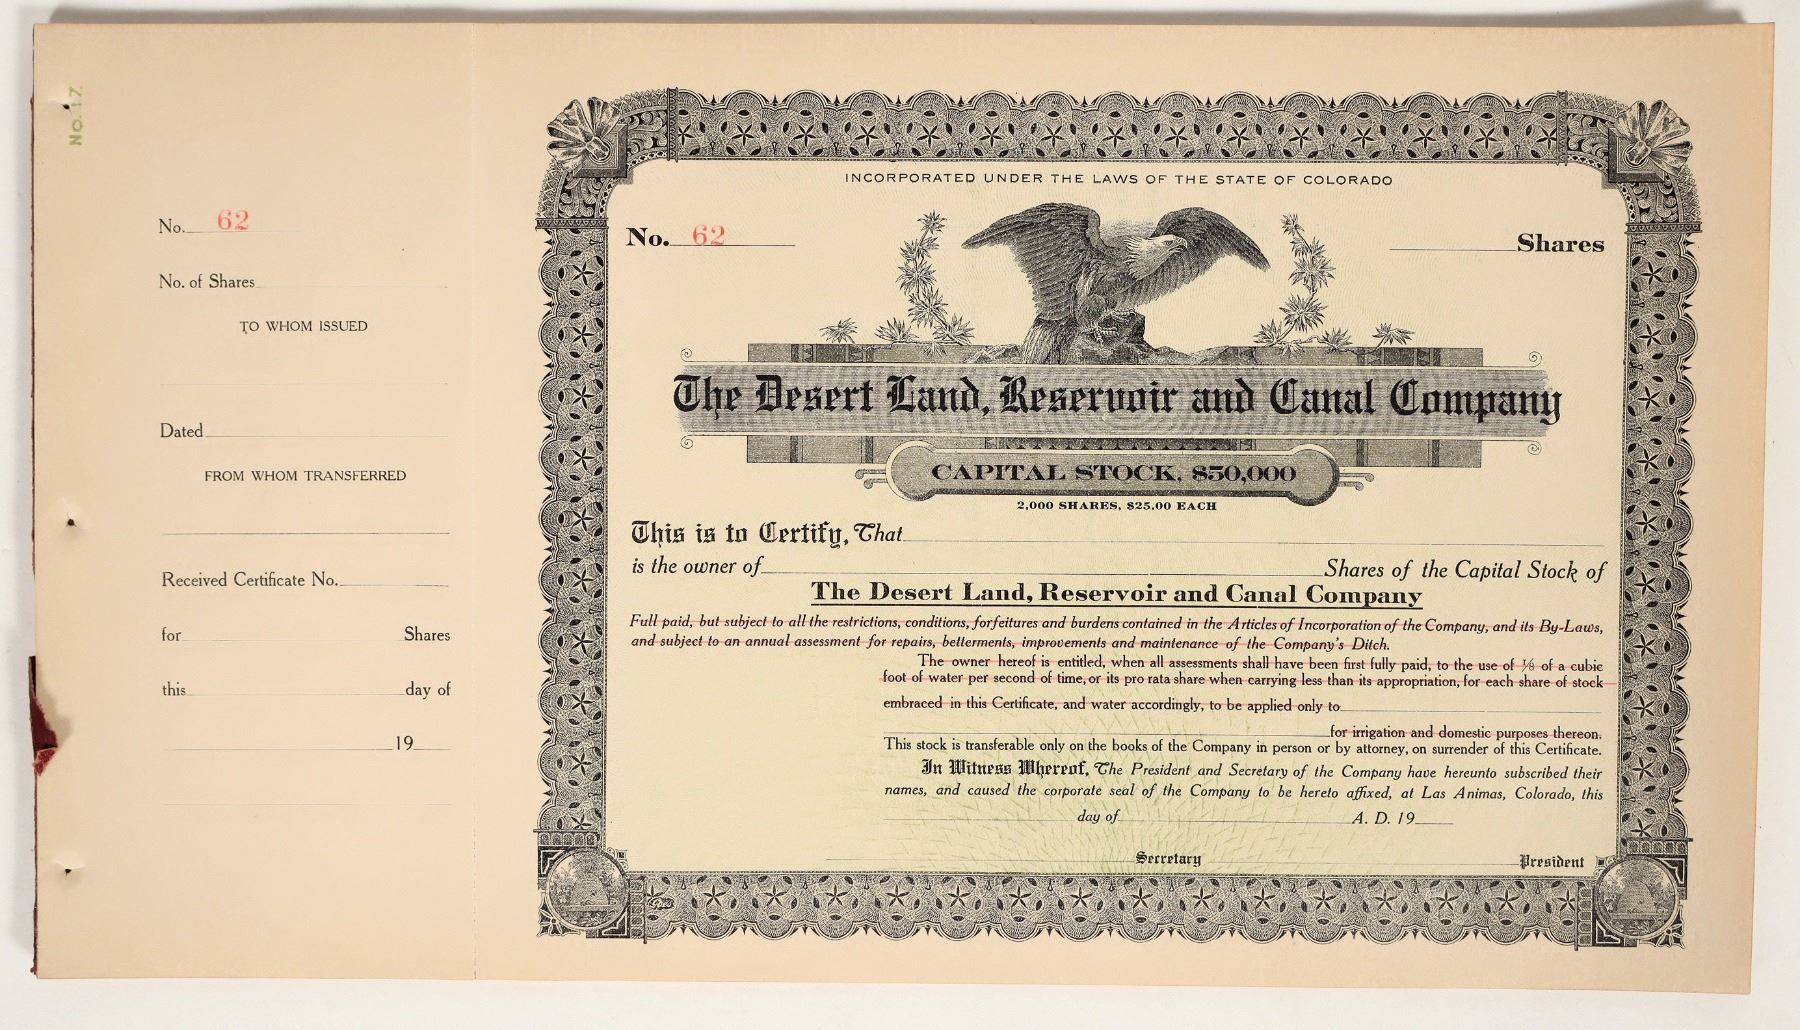 No. 17.
No. 62
No. of Shares
TO WHOM ISSUED
Dated
FROM WHOM TRANSFERRED
Received Certificate No.
for Shares
this day of
19
INCORPORATED UNDER THE LAWS OF THE STATE OF COLORADO
No. 62 Shares
The Desert Land, Reservoir and Canal Company
CAPITAL STOCK, $50,000
2,000 SHARES, $25.00 EACH
This is to Certify, That
is the owner of Shares of the Capital Stock of
The Desert Land, Reservoir and Canal Company
Full paid, but subject to all the restrictions, conditions, forfeitures and burdens contained in the Articles of Incorporation of the Company, and its By-Laws,
and subject to an annual assessment for repairs, betterments, improvements and maintenance of the Company's Ditch.
The owner hereof is entitled, when all assessments shall have been first fully paid, to the use of 1/8 of a cubic
foot of water per second of time, or its pro rata share when carrying less than its appropriation, for each share of stock
embraced in this Certificate, and water accordingly, to be applied only to
for irrigation and domestic purposes thereon.
This stock is transferable only on the books of the Company in person or by attorney, on surrender of this Certificate.
In Witness Whereof, The President and Secretary of the Company have hereunto subscribed their
names, and caused the corporate seal of the Company to be hereto affixed, at Las Animas, Colorado, this
day of A. D. 19
Secretary President